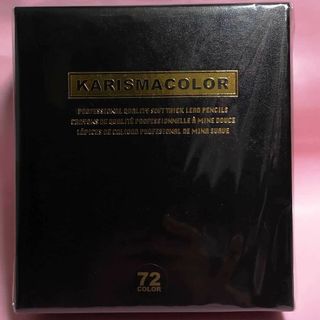 KARISMACOLOR
PROFESSIONAL QUALITY SOFT THICK LEAD PENCILS
CRAYONS DE QUALITÉ PROFESSIONNELLE À MINE DOUCE
LÁPICES DE CALIDAD PROFESIONAL DE MINA SUAVE
72
COLOR